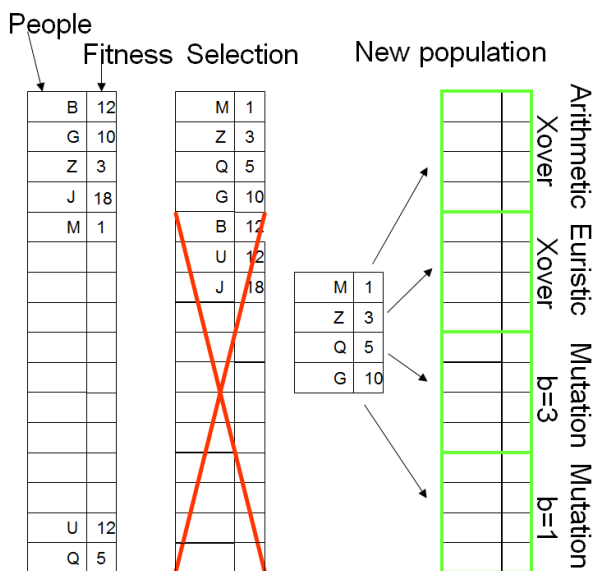 People
Fitness Selection
New population
B 12
G 10
Z 3
J 18
M 1
U 12
Q 5
M 1
Z 3
Q 5
G 10
B 12
U 12
J 18
M 1
Z 3
Q 5
G 10
Arithmetic
Xover
Euristic
Xover
Mutation
b=3
Mutation
b=1